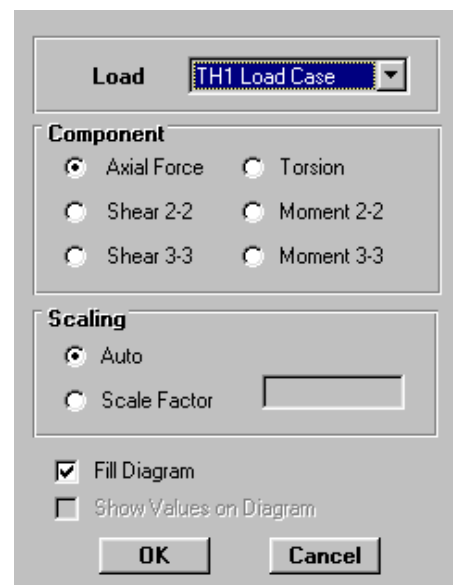 Load TH1 Load Case
Component
Axial Force Torsion
Shear 2-2 Moment 2-2
Shear 3-3 Moment 3-3
Scaling
Auto
Scale Factor
Fill Diagram
Show Values on Diagram
OK Cancel